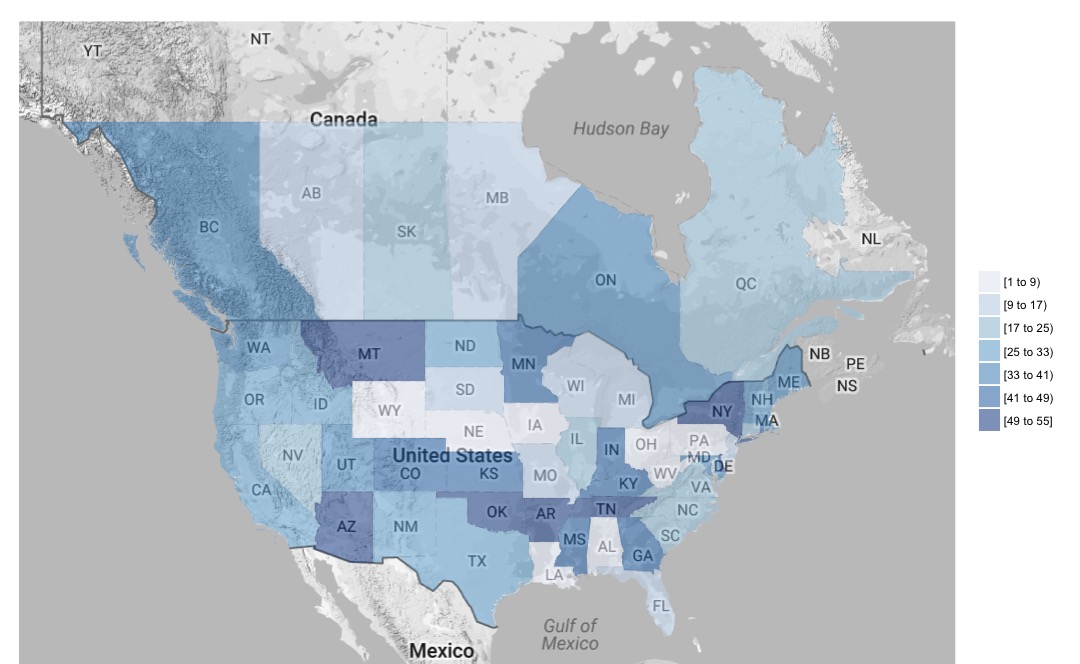 YT
NT
Canada
Hudson Bay
AB
MB
BC
SK
NL
ON
QC
WA
MT
ND
MN
NB
PE
NS
ME
OR
ID
SD
WI
MI
NH
WY
NY
MA
IA
NE
OH
PA
NV
UT
United States
CO
KS
IL
IN
MD
DE
MO
WV
KY
VA
CA
AZ
NM
OK
AR
TN
NC
SC
TX
MS
AL
GA
LA
FL
Gulf of
Mexico
Mexico
[1 to 9)
[9 to 17)
[17 to 25)
[25 to 33)
[33 to 41)
[41 to 49)
[49 to 55]